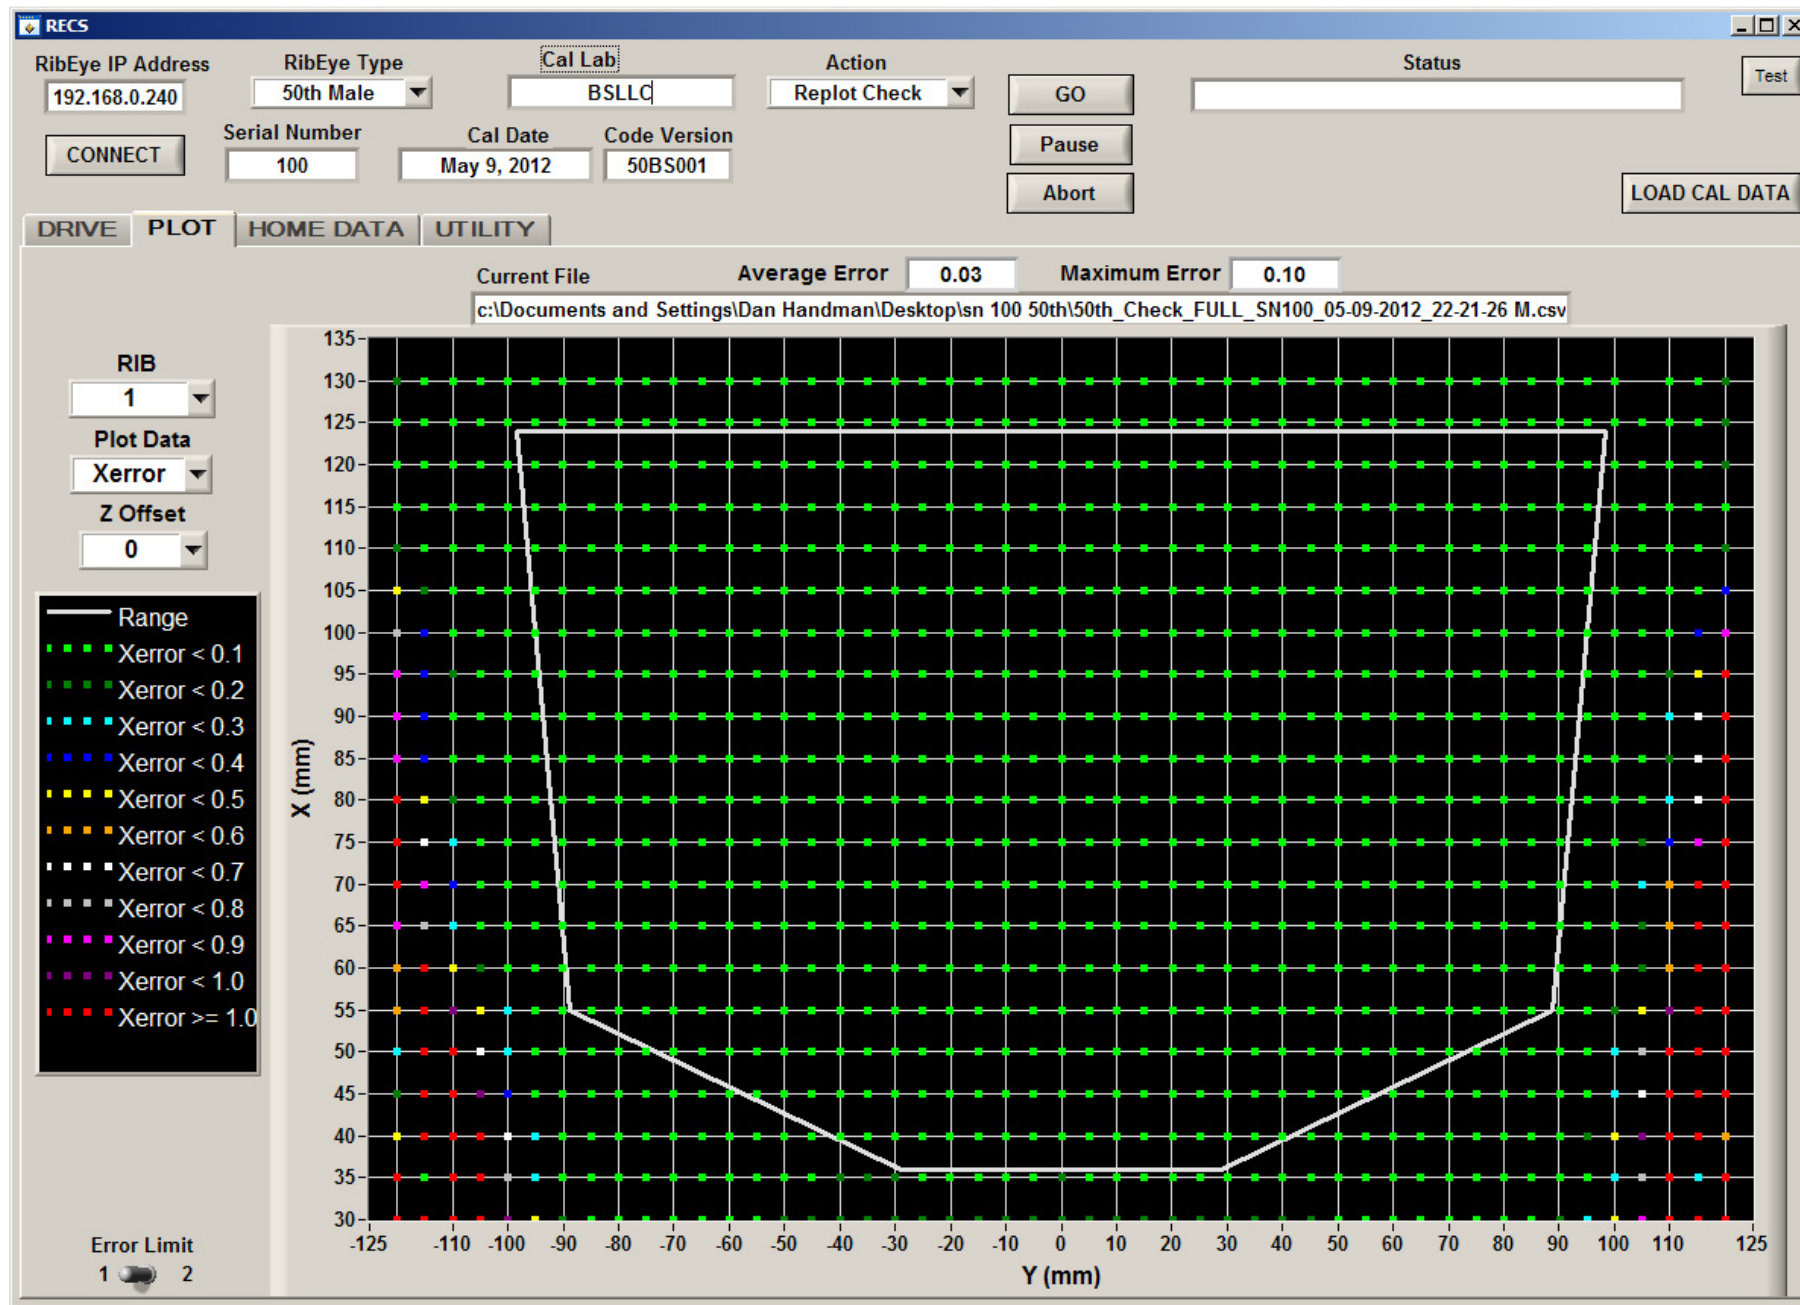 RECS
RibEye IP Address
RibEye Type
Cal Lab
Action
Status
192.168.0.240
50th Male
BSLLC
Replot Check
GO
Test
CONNECT
Serial Number
Cal Date
Code Version
100
May 9, 2012
50BS001
Pause
Abort
LOAD CAL DATA
DRIVE
PLOT
HOME DATA
UTILITY
Current File
Average Error
0.03
Maximum Error
0.10
c:\Documents and Settings\Dan Handman\Desktop\sn 100 50th\50th_Check_FULL_SN100_05-09-2012_22-21-26 M.csv
RIB
1
Plot Data
Xerror
Z Offset
0
Range
Xerror < 0.1
Xerror < 0.2
Xerror < 0.3
Xerror < 0.4
Xerror < 0.5
Xerror < 0.6
Xerror < 0.7
Xerror < 0.8
Xerror < 0.9
Xerror < 1.0
Xerror >= 1.0
Error Limit
1 2
X (mm)
135
130
125
120
115
110
105
100
95
90
85
80
75
70
65
60
55
50
45
40
35
30
-125 -110 -100 -90 -80 -70 -60 -50 -40 -30 -20 -10 0 10 20 30 40 50 60 70 80 90 100 110 125
Y (mm)